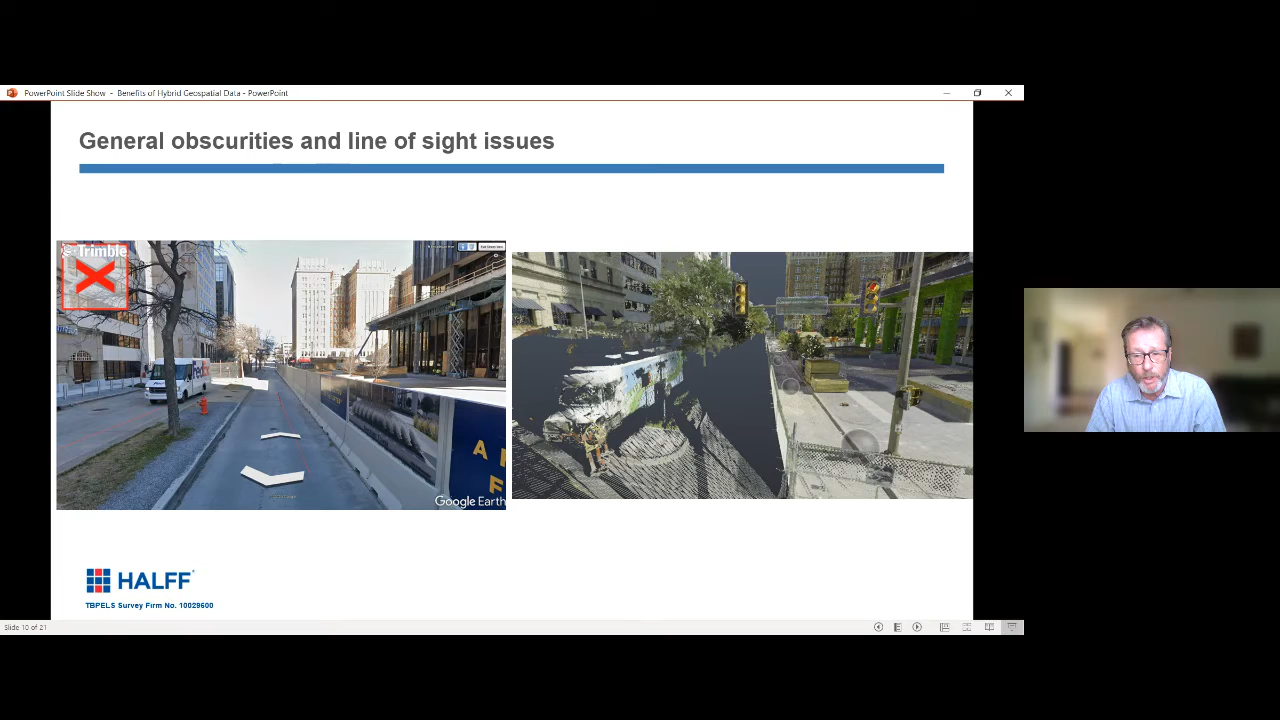 PowerPoint Slide Show - Benefits of Hybrid Geospatial Data - PowerPoint
General obscurities and line of sight issues
Trimble
A
F
Google Earth
HALFF
TBPELS Survey Firm No. 10029600
Slide 10 of 21